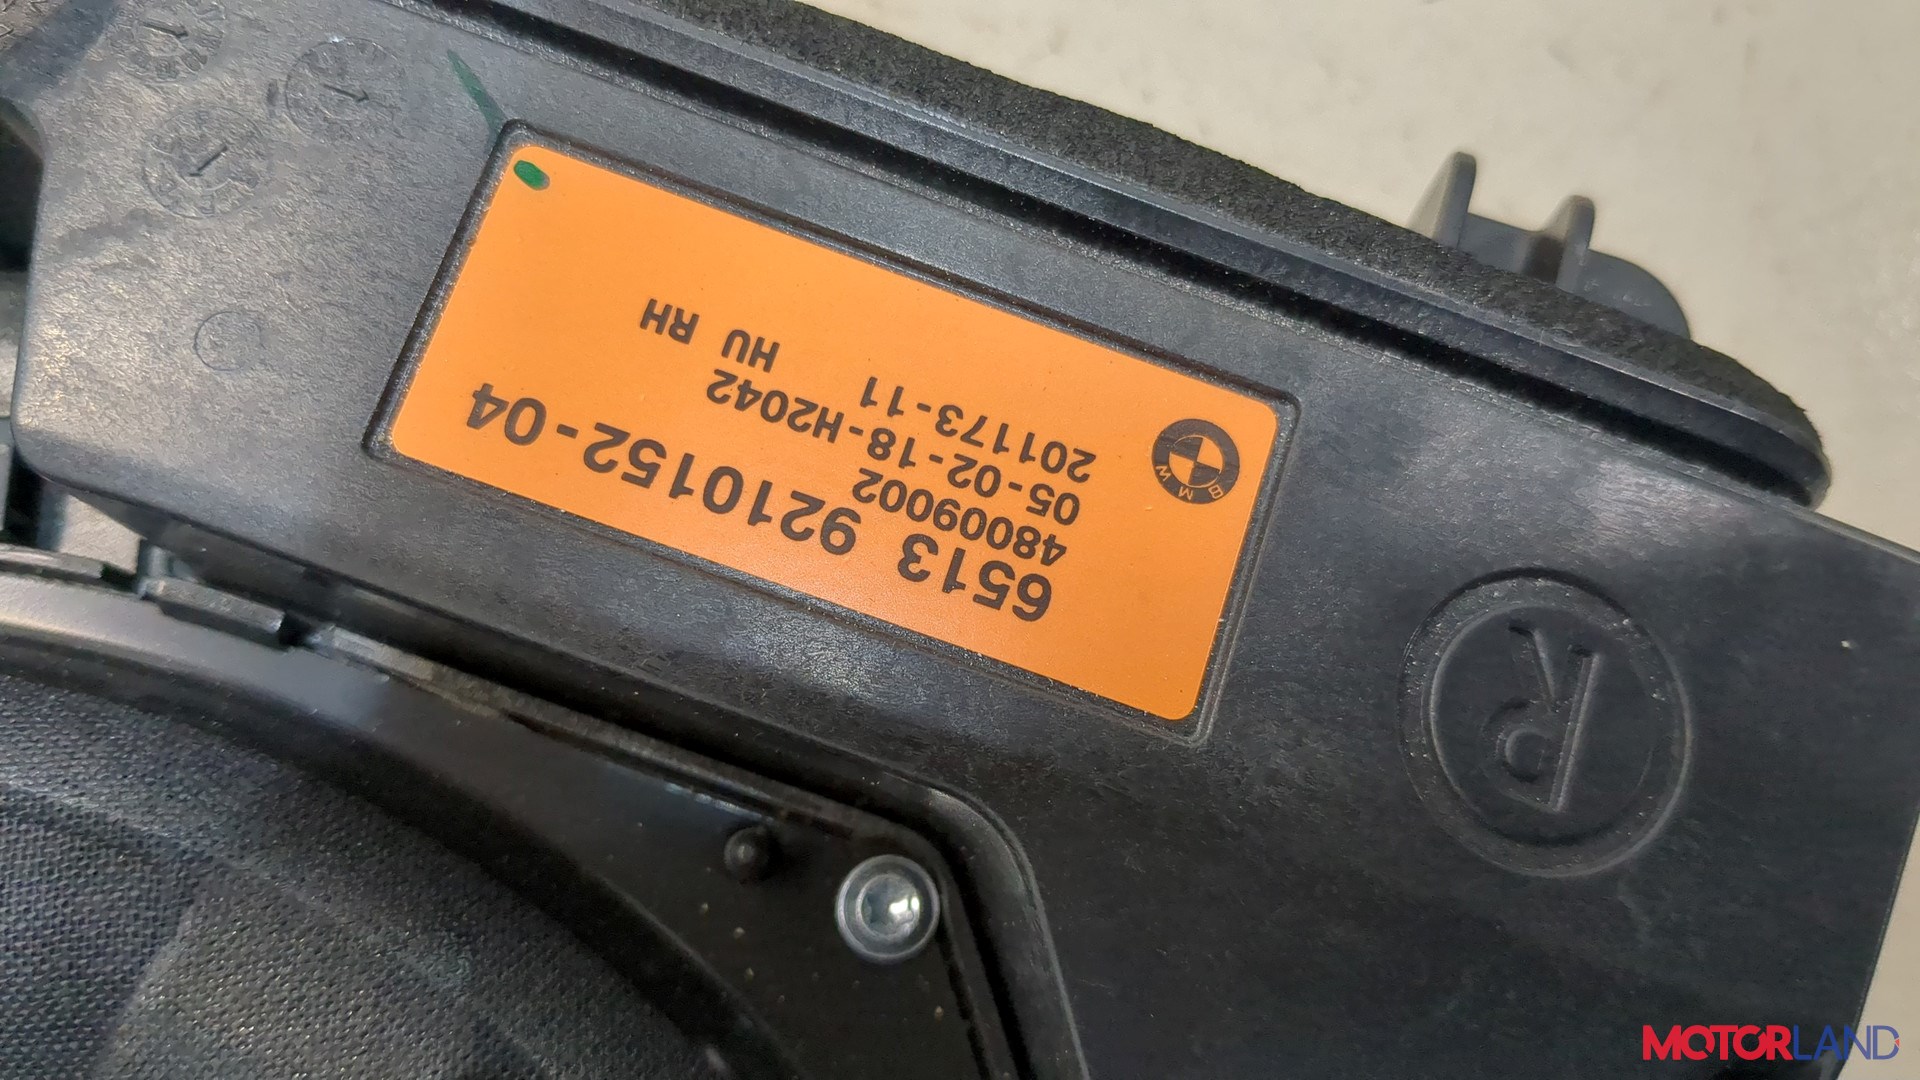 6513 9210152-04
48009002
05-02-18-H2042
201173-11 HU RH
BMW
R
MOTORLAND